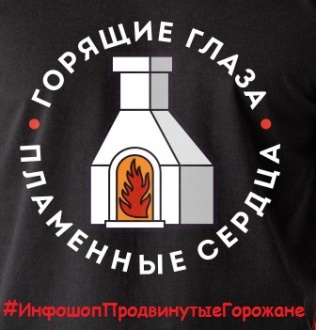 ГОРЯЩИЕ ГЛАЗА
ПЛАМЕННЫЕ СЕРДЦА
#ИнфошопПродвинутыеГорожане